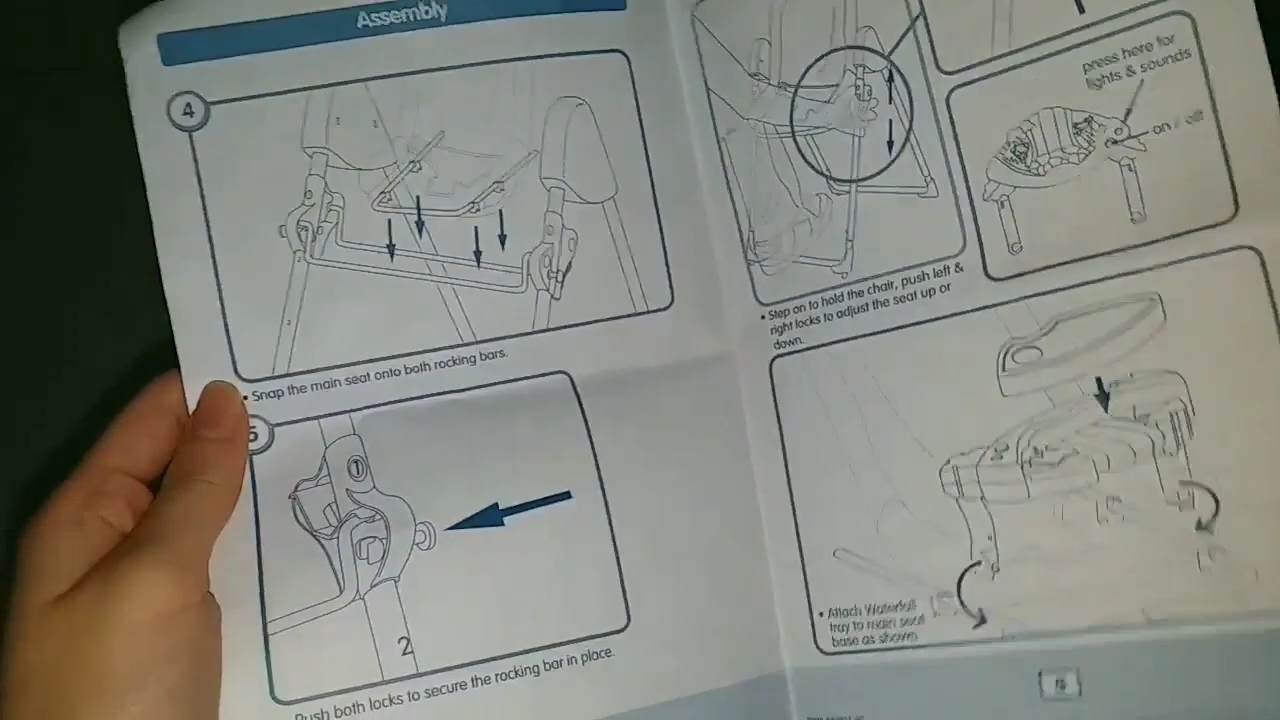 Assembly
4
• Snap the main seat onto both rocking bars.
5
1
2
Push both locks to secure the rocking bar in place.
• Step on to hold the chair, push left &
right locks to adjust the seat up or
down.
press here for
lights & sounds
on / off
• Attach Waterfall
tray to main seat
base as shown